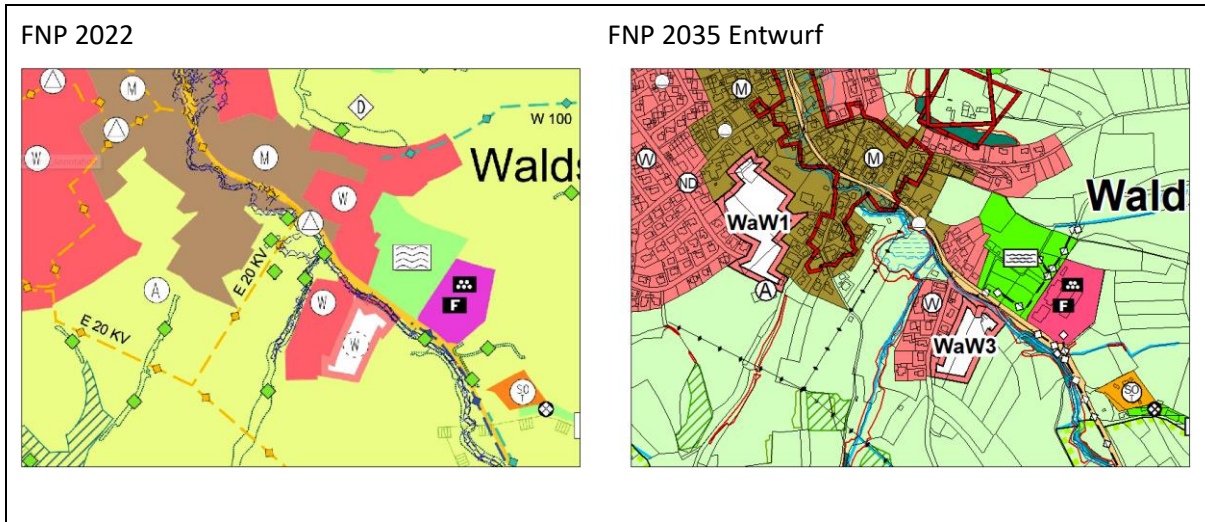 FNP 2022
FNP 2035 Entwurf
M
D
W 100
W
M
Walds
W
E 20 KV
A
F
W
E 20 KV
W
SO
T
M
W
ND
M
WaW1
Wald
A
W
F
WaW3
SO
T